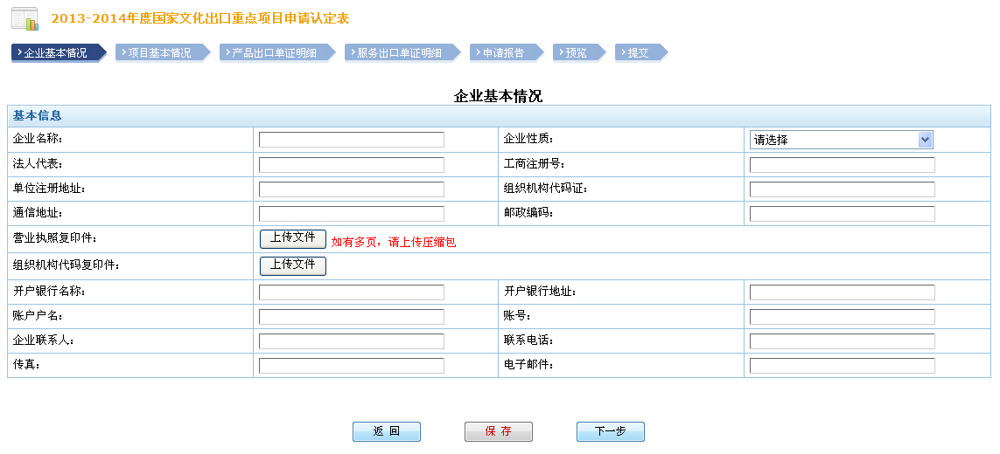 2013-2014年度国家文化出口重点项目申请认定表
企业基本情况 项目基本情况 产品出口单证明细 服务出口单证明细 申请报告 预览 提交
企业基本情况
基本信息
企业名称： 企业性质： 请选择
法人代表： 工商注册号：
单位注册地址： 组织机构代码证：
通信地址： 邮政编码：
营业执照复印件： 上传文件 如有多页，请上传压缩包
组织机构代码复印件： 上传文件
开户银行名称： 开户银行地址：
账户户名： 账号：
企业联系人： 联系电话：
传真： 电子邮件：
返 回 保 存 下一步